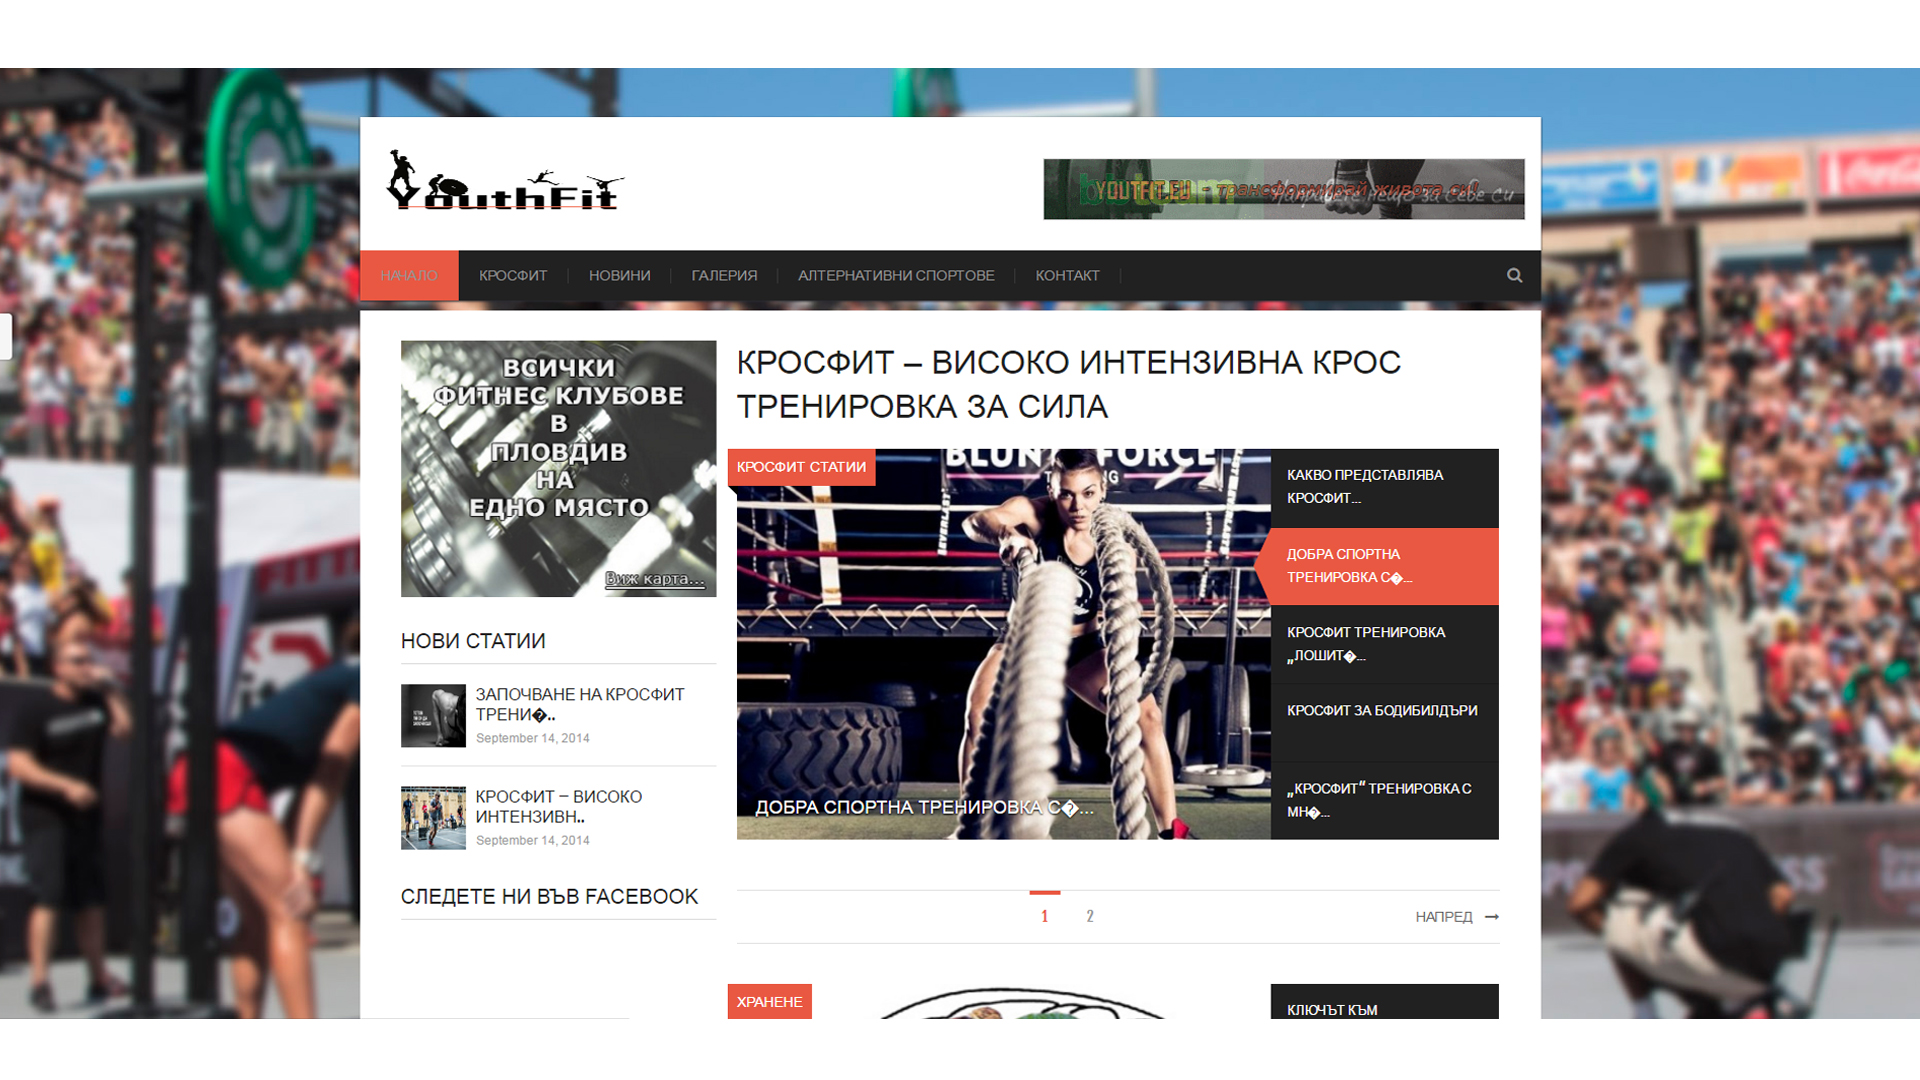 YouthFit
YOUTFIT.EU - трансформирай живота си!
Направете нещо за себе си
НАЧАЛО
КРОСФИТ
НОВИНИ
ГАЛЕРИЯ
АЛТЕРНАТИВНИ СПОРТОВЕ
КОНТАКТ
ВСИЧКИ
ФИТНЕС КЛУБОВЕ
В
ПЛОВДИВ
НА
ЕДНО МЯСТО
Виж карта...
НОВИ СТАТИИ
ЗАПОЧВАНЕ НА КРОСФИТ
ТРЕНИ�..
September 14, 2014
КРОСФИТ – ВИСОКО
ИНТЕНЗИВН..
September 14, 2014
СЛЕДЕТЕ НИ ВЪВ FACEBOOK
КРОСФИТ – ВИСОКО ИНТЕНЗИВНА КРОС
ТРЕНИРОВКА ЗА СИЛА
КРОСФИТ СТАТИИ
BLUNT FORCE
EVERLAST
ДОБРА СПОРТНА ТРЕНИРОВКА С�...
КАКВО ПРЕДСТАВЛЯВА
КРОСФИТ...
ДОБРА СПОРТНА
ТРЕНИРОВКА С�...
КРОСФИТ ТРЕНИРОВКА
„ЛОШИТ�...
КРОСФИТ ЗА БОДИБИЛДЪРИ
„КРОСФИТ" ТРЕНИРОВКА С
МН�...
1 2
НАПРЕД →
ХРАНЕНЕ
КЛЮЧЪТ КЪМ